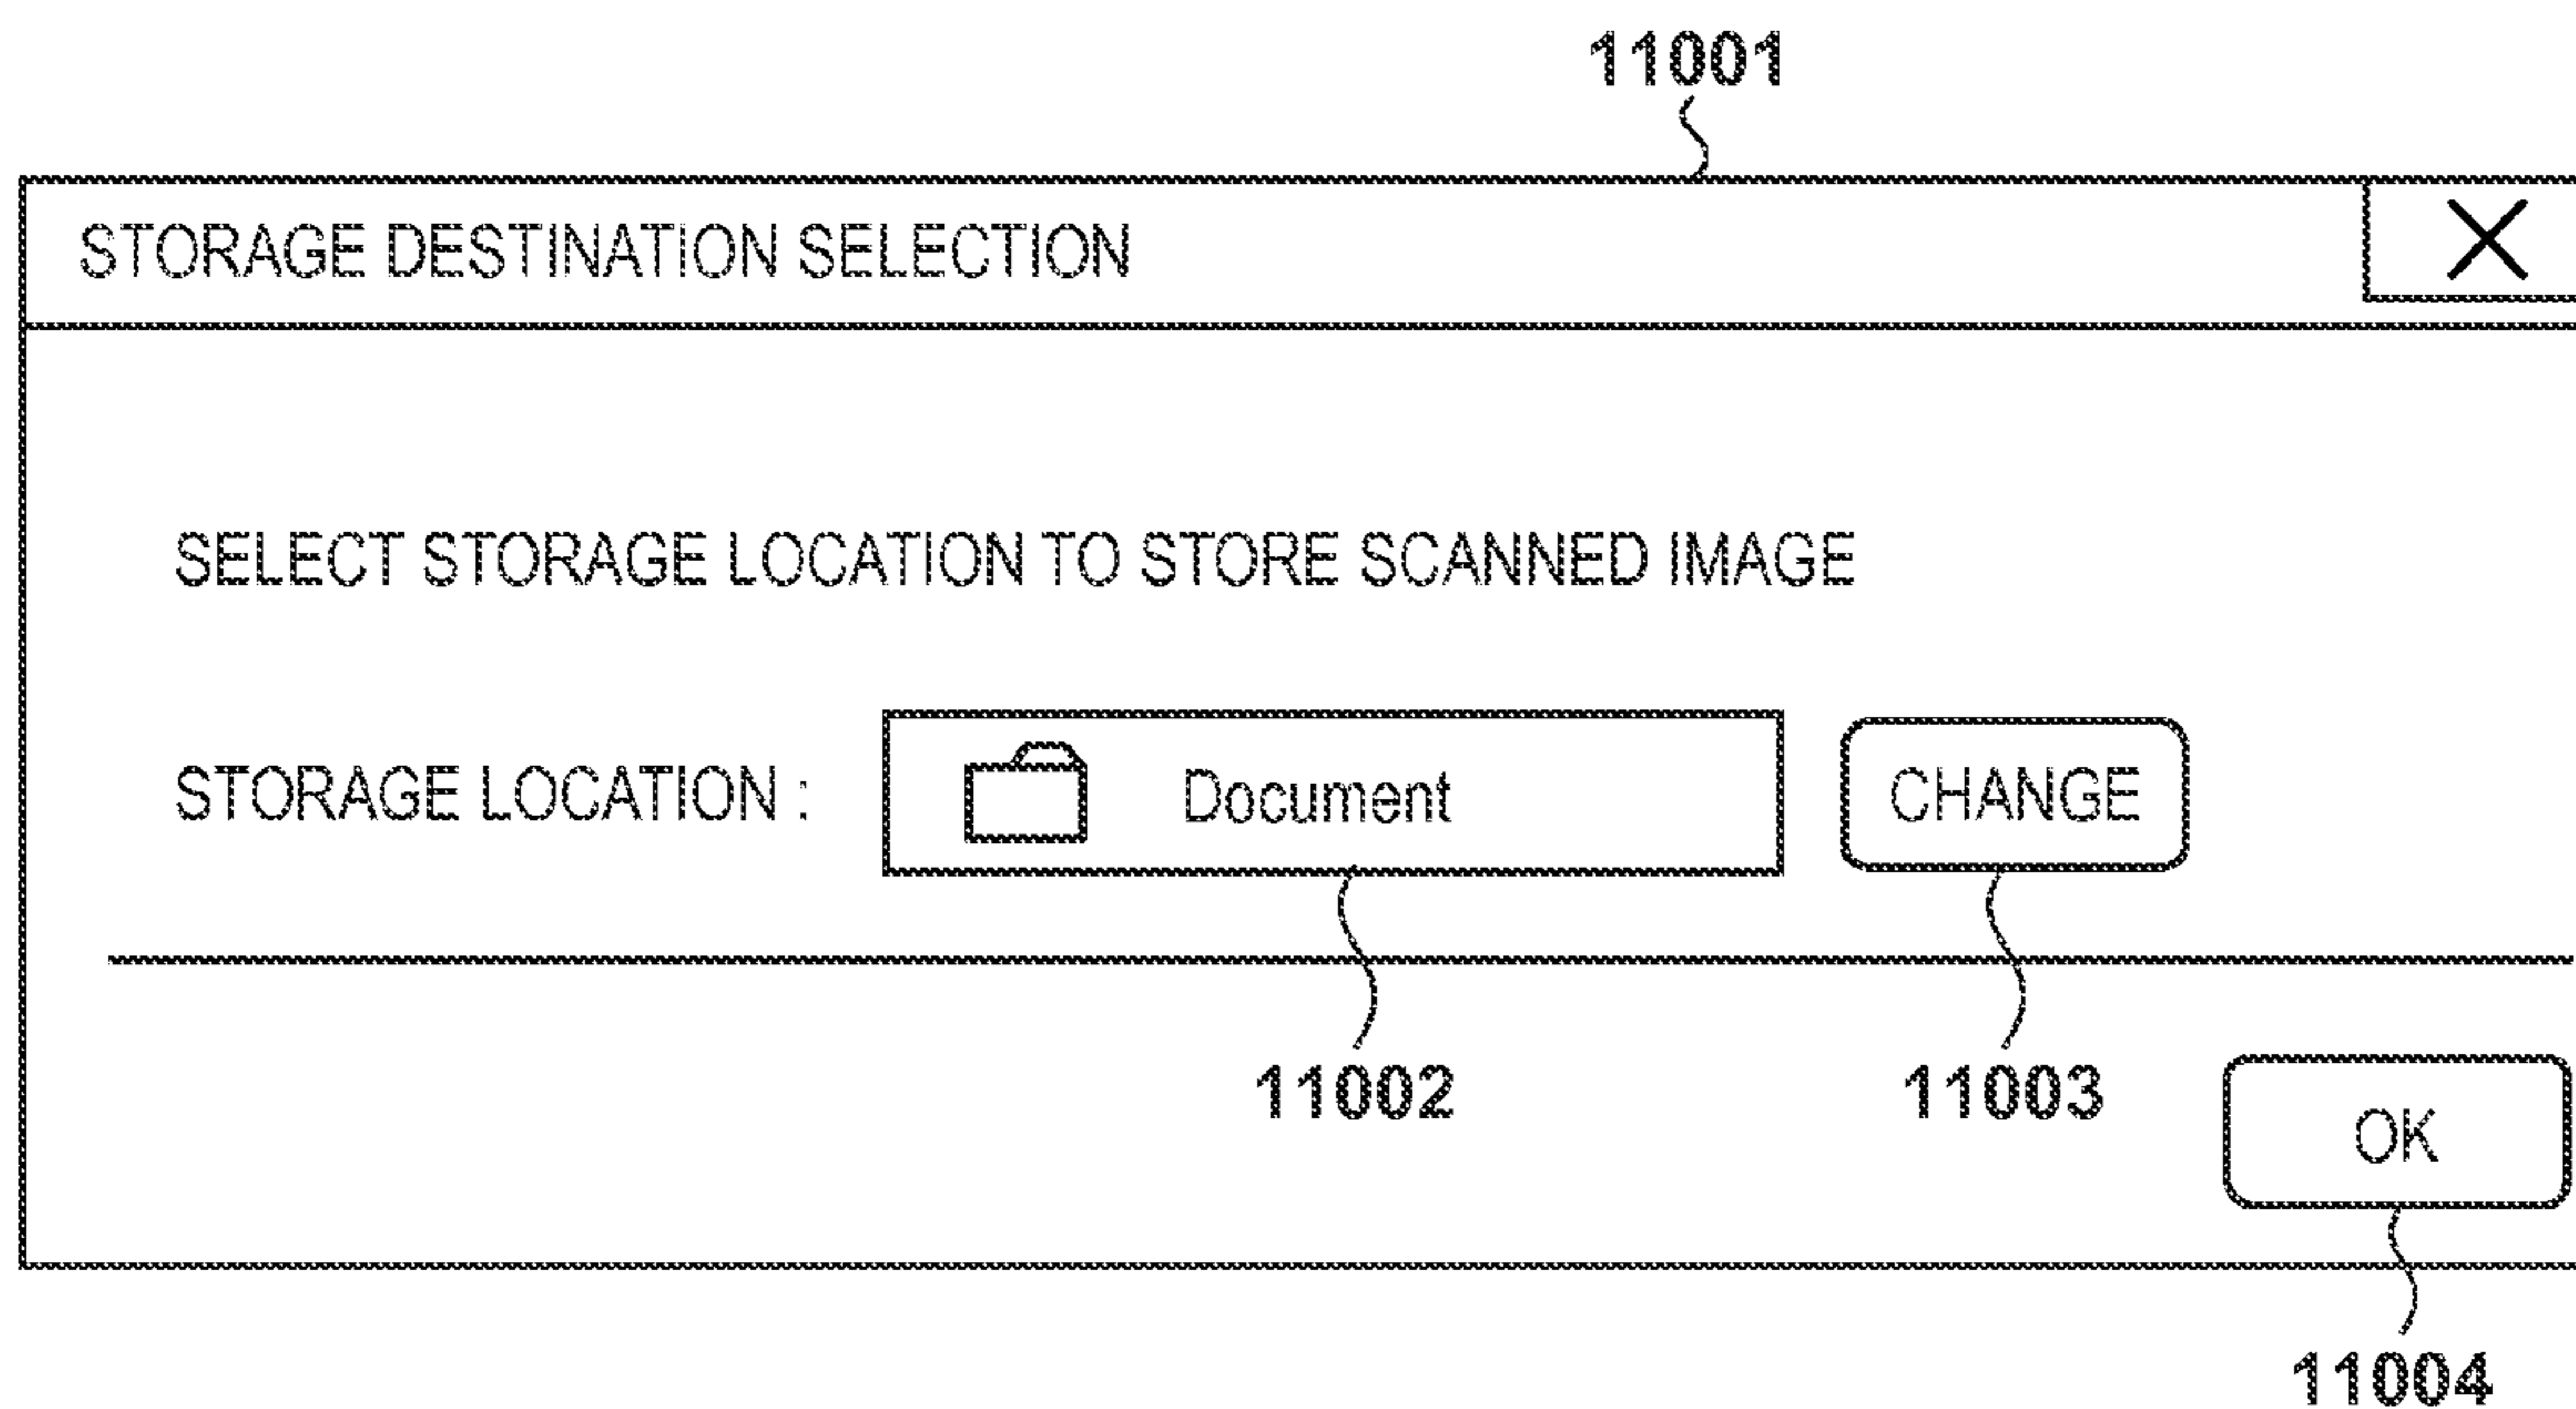 11001
STORAGE DESTINATION SELECTION
SELECT STORAGE LOCATION TO STORE SCANNED IMAGE
STORAGE LOCATION : Document CHANGE
11002 11003
OK
11004